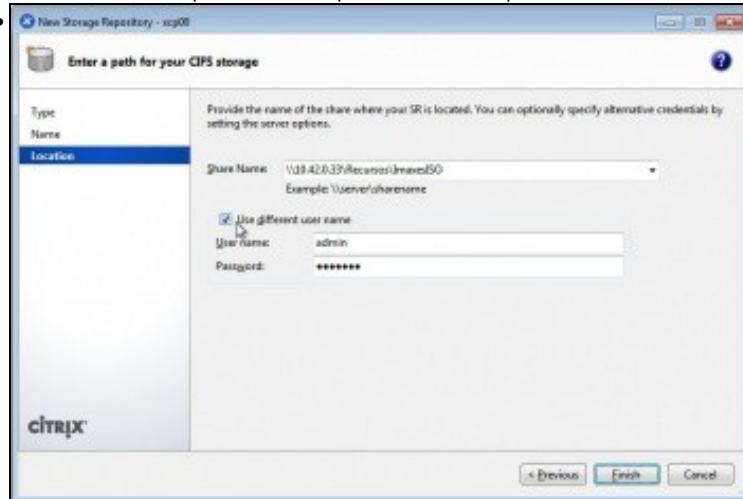 New Storage Repository - xcp00
Enter a path for your CIFS storage
Type
Name
Location
Provide the name of the share where your SR is located. You can optionally specify alternative credentials by
setting the server options.
Share Name: \\10.42.0.33\Recursos\ImaxesISO
Example: \\server\sharename
Use different user name
User name: admin
Password: •••••••
CİTRIX
< Previous Finish Cancel